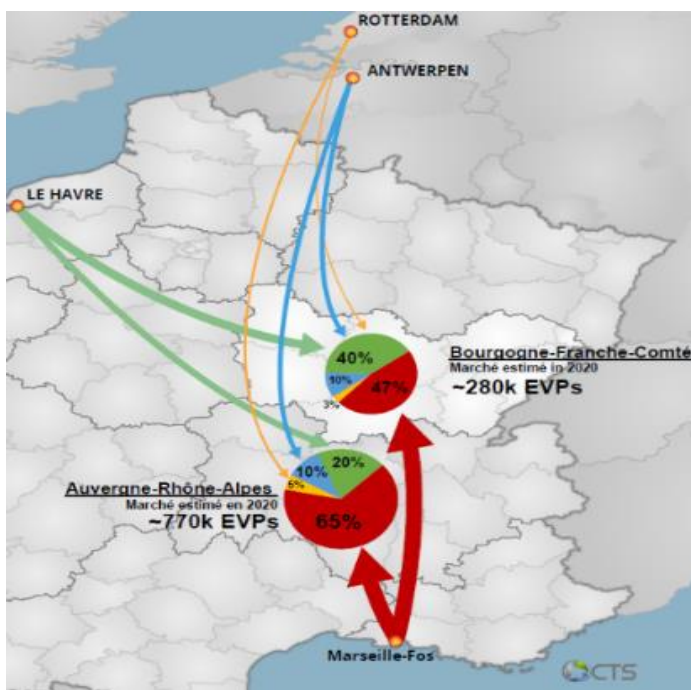 ROTTERDAM
ANTWERPEN
LE HAVRE
40%
10%
47%
3%
Bourgogne-Franche-Comté
Marché estimé in 2020
~280k EVPs
20%
10%
5%
65%
Auvergne-Rhône-Alpes
Marché estimé en 2020
~770k EVPs
Marseille-Fos
CTS